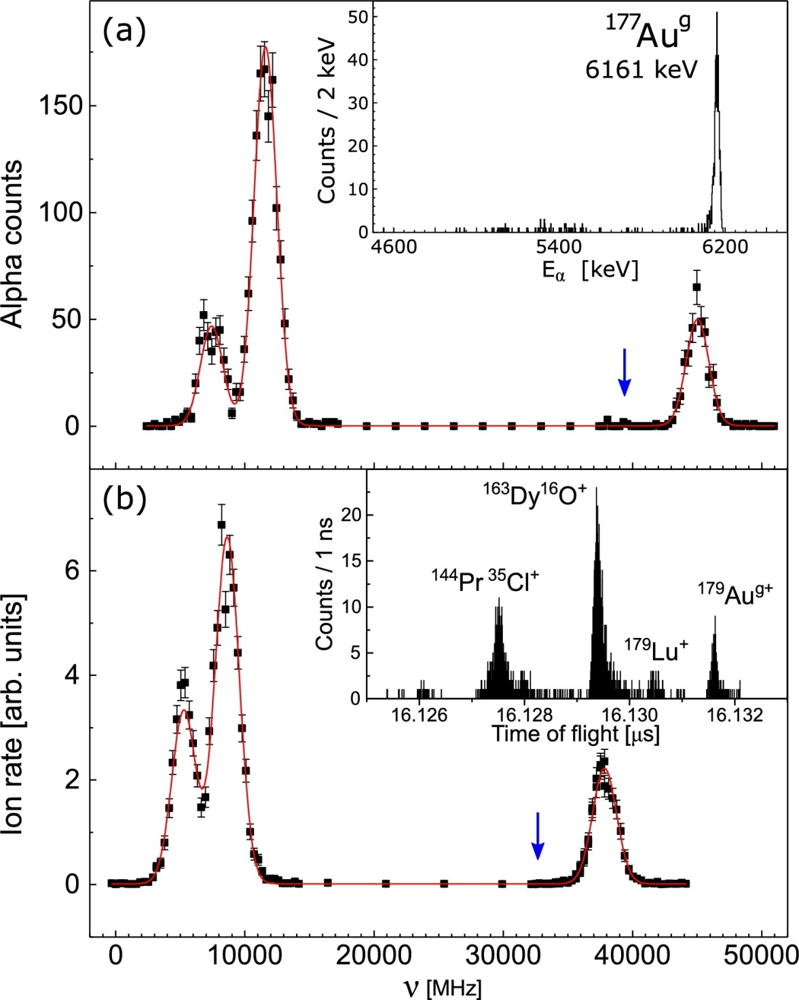 (a)
177Aug
6161 keV
Counts / 2 keV
50
40
30
20
10
0
4600 5400 6200
Eα [keV]
Alpha counts
150
100
50
0
(b)
163Dy16O+
144Pr 35Cl+
179Lu+
179Aug+
Counts / 1 ns
20
15
10
5
0
16.126 16.128 16.130 16.132
Time of flight [μs]
Ion rate [arb. units]
6
4
2
0
0 10000 20000 30000 40000 50000
ν [MHz]